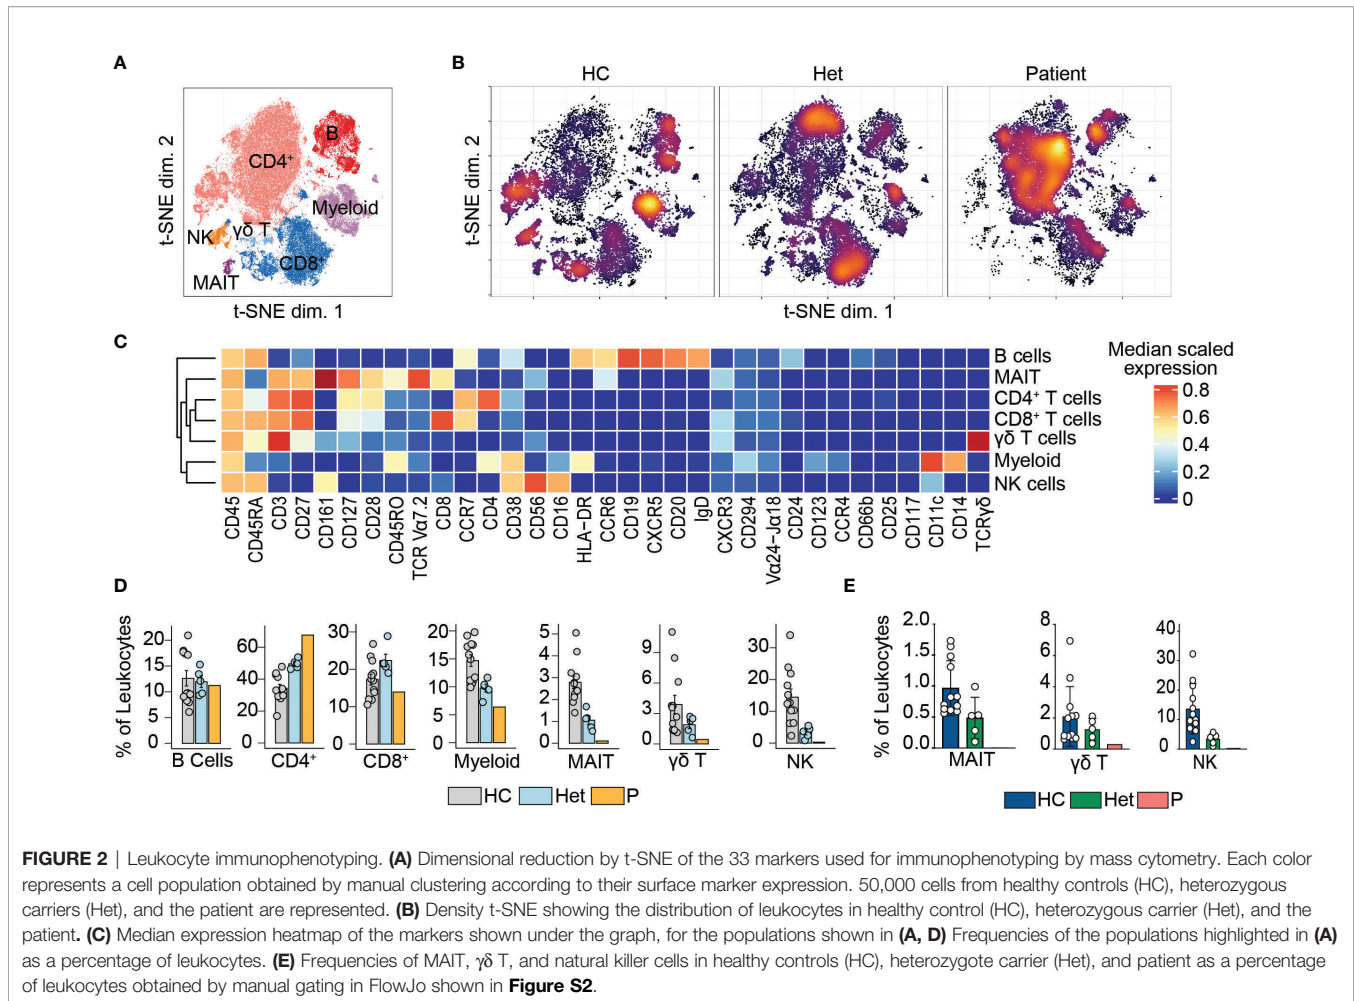 A
B
HC
Het
Patient
t-SNE dim. 2
CD4⁺
B
Myeloid
NK
γδ T
CD8⁺
MAIT
t-SNE dim. 1
t-SNE dim. 2
t-SNE dim. 1
C
B cells
MAIT
CD4⁺ T cells
CD8⁺ T cells
γδ T cells
Myeloid
NK cells
CD45
CD45RA
CD3
CD27
CD161
CD127
CD28
CD45RO
TCR Vα7.2
CD8
CCR7
CD4
CD38
CD56
CD16
HLA−DR
CCR6
CD19
CXCR5
CD20
IgD
CXCR3
CD294
Vα24−Jα18
CD24
CD123
CCR4
CD66b
CD25
CD117
CD11c
CD14
TCRγδ
Median scaled
expression
0.8
0.6
0.4
0.2
0
D
% of Leukocytes
20
15
10
5
0
B Cells
60
40
20
0
CD4⁺
30
20
10
0
CD8⁺
20
15
10
5
0
Myeloid
5
4
3
2
1
0
MAIT
9
6
3
0
γδ T
30
20
10
0
NK
HC Het P
E
% of Leukocytes
2.0
1.5
1.0
0.5
0.0
MAIT
8
6
4
2
0
γδ T
40
30
20
10
0
NK
HC Het P
FIGURE 2 | Leukocyte immunophenotyping. (A) Dimensional reduction by t-SNE of the 33 markers used for immunophenotyping by mass cytometry. Each color
represents a cell population obtained by manual clustering according to their surface marker expression. 50,000 cells from healthy controls (HC), heterozygous
carriers (Het), and the patient are represented. (B) Density t-SNE showing the distribution of leukocytes in healthy control (HC), heterozygous carrier (Het), and the
patient. (C) Median expression heatmap of the markers shown under the graph, for the populations shown in (A, D) Frequencies of the populations highlighted in (A)
as a percentage of leukocytes. (E) Frequencies of MAIT, γδ T, and natural killer cells in healthy controls (HC), heterozygote carrier (Het), and patient as a percentage
of leukocytes obtained by manual gating in FlowJo shown in Figure S2.